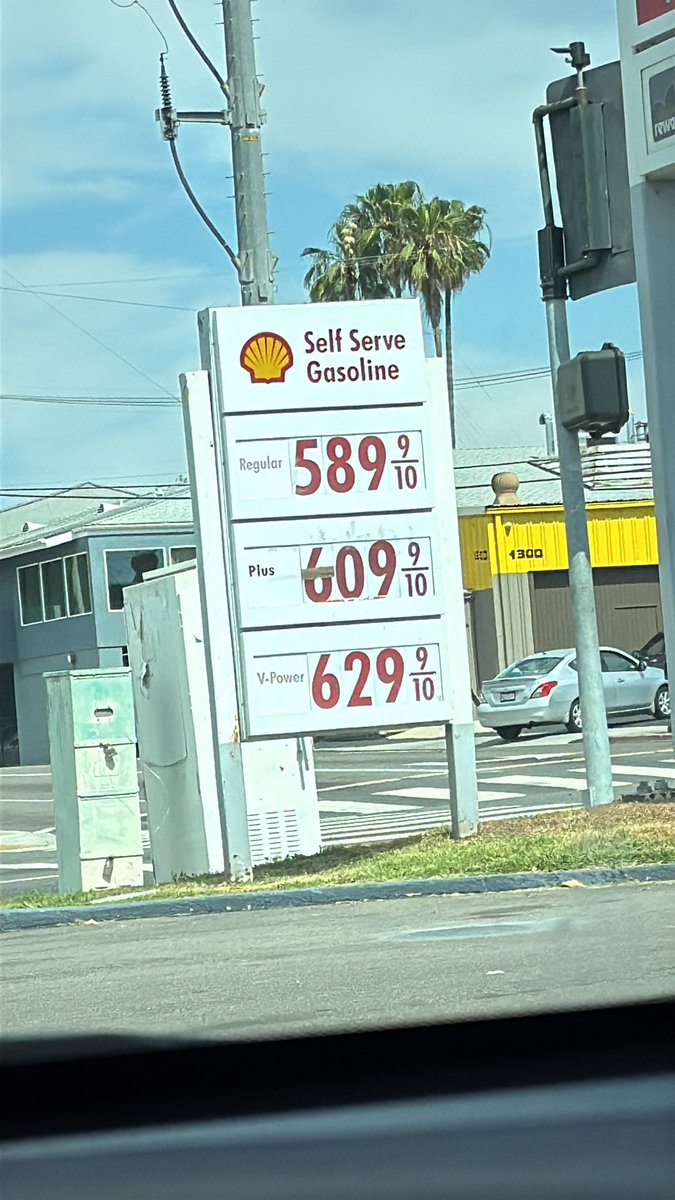 Self Serve
Gasoline
Regular 589 9/10
Plus 609 9/10
V-Power 629 9/10
1300